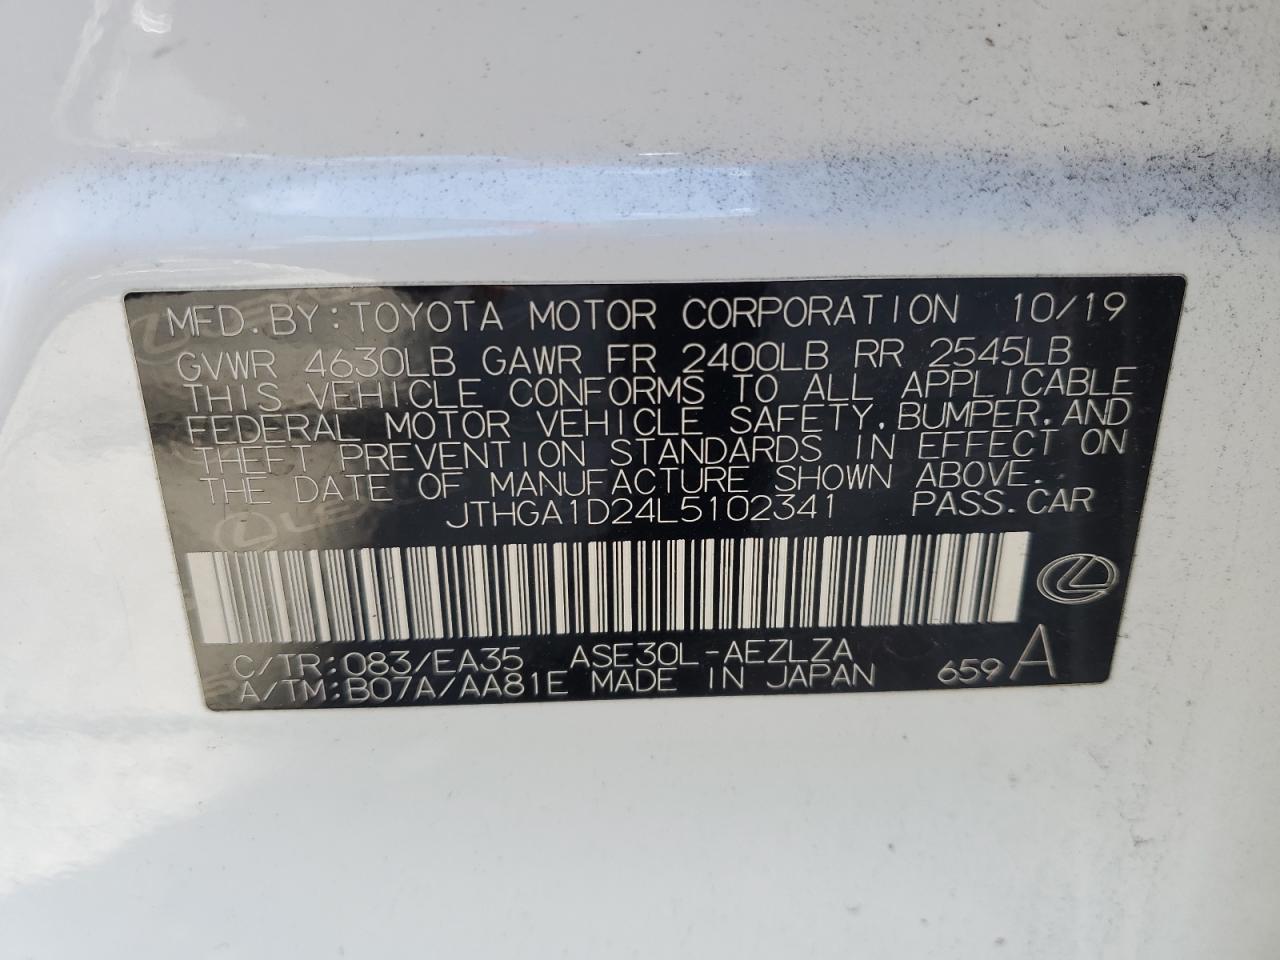 MFD.BY:TOYOTA MOTOR CORPORATION 10/19
GVWR 4630LB GAWR FR 2400LB RR 2545LB
THIS VEHICLE CONFORMS TO ALL APPLICABLE
FEDERAL MOTOR VEHICLE SAFETY,BUMPER,AND
THEFT PREVENTION STANDARDS IN EFFECT ON
THE DATE OF MANUFACTURE SHOWN ABOVE.
JTHGA1D24L5102341 PASS.CAR
C/TR:083/EA35 ASE30L-AEZLZA
A/TM:B07A/AA81E MADE IN JAPAN 659 A